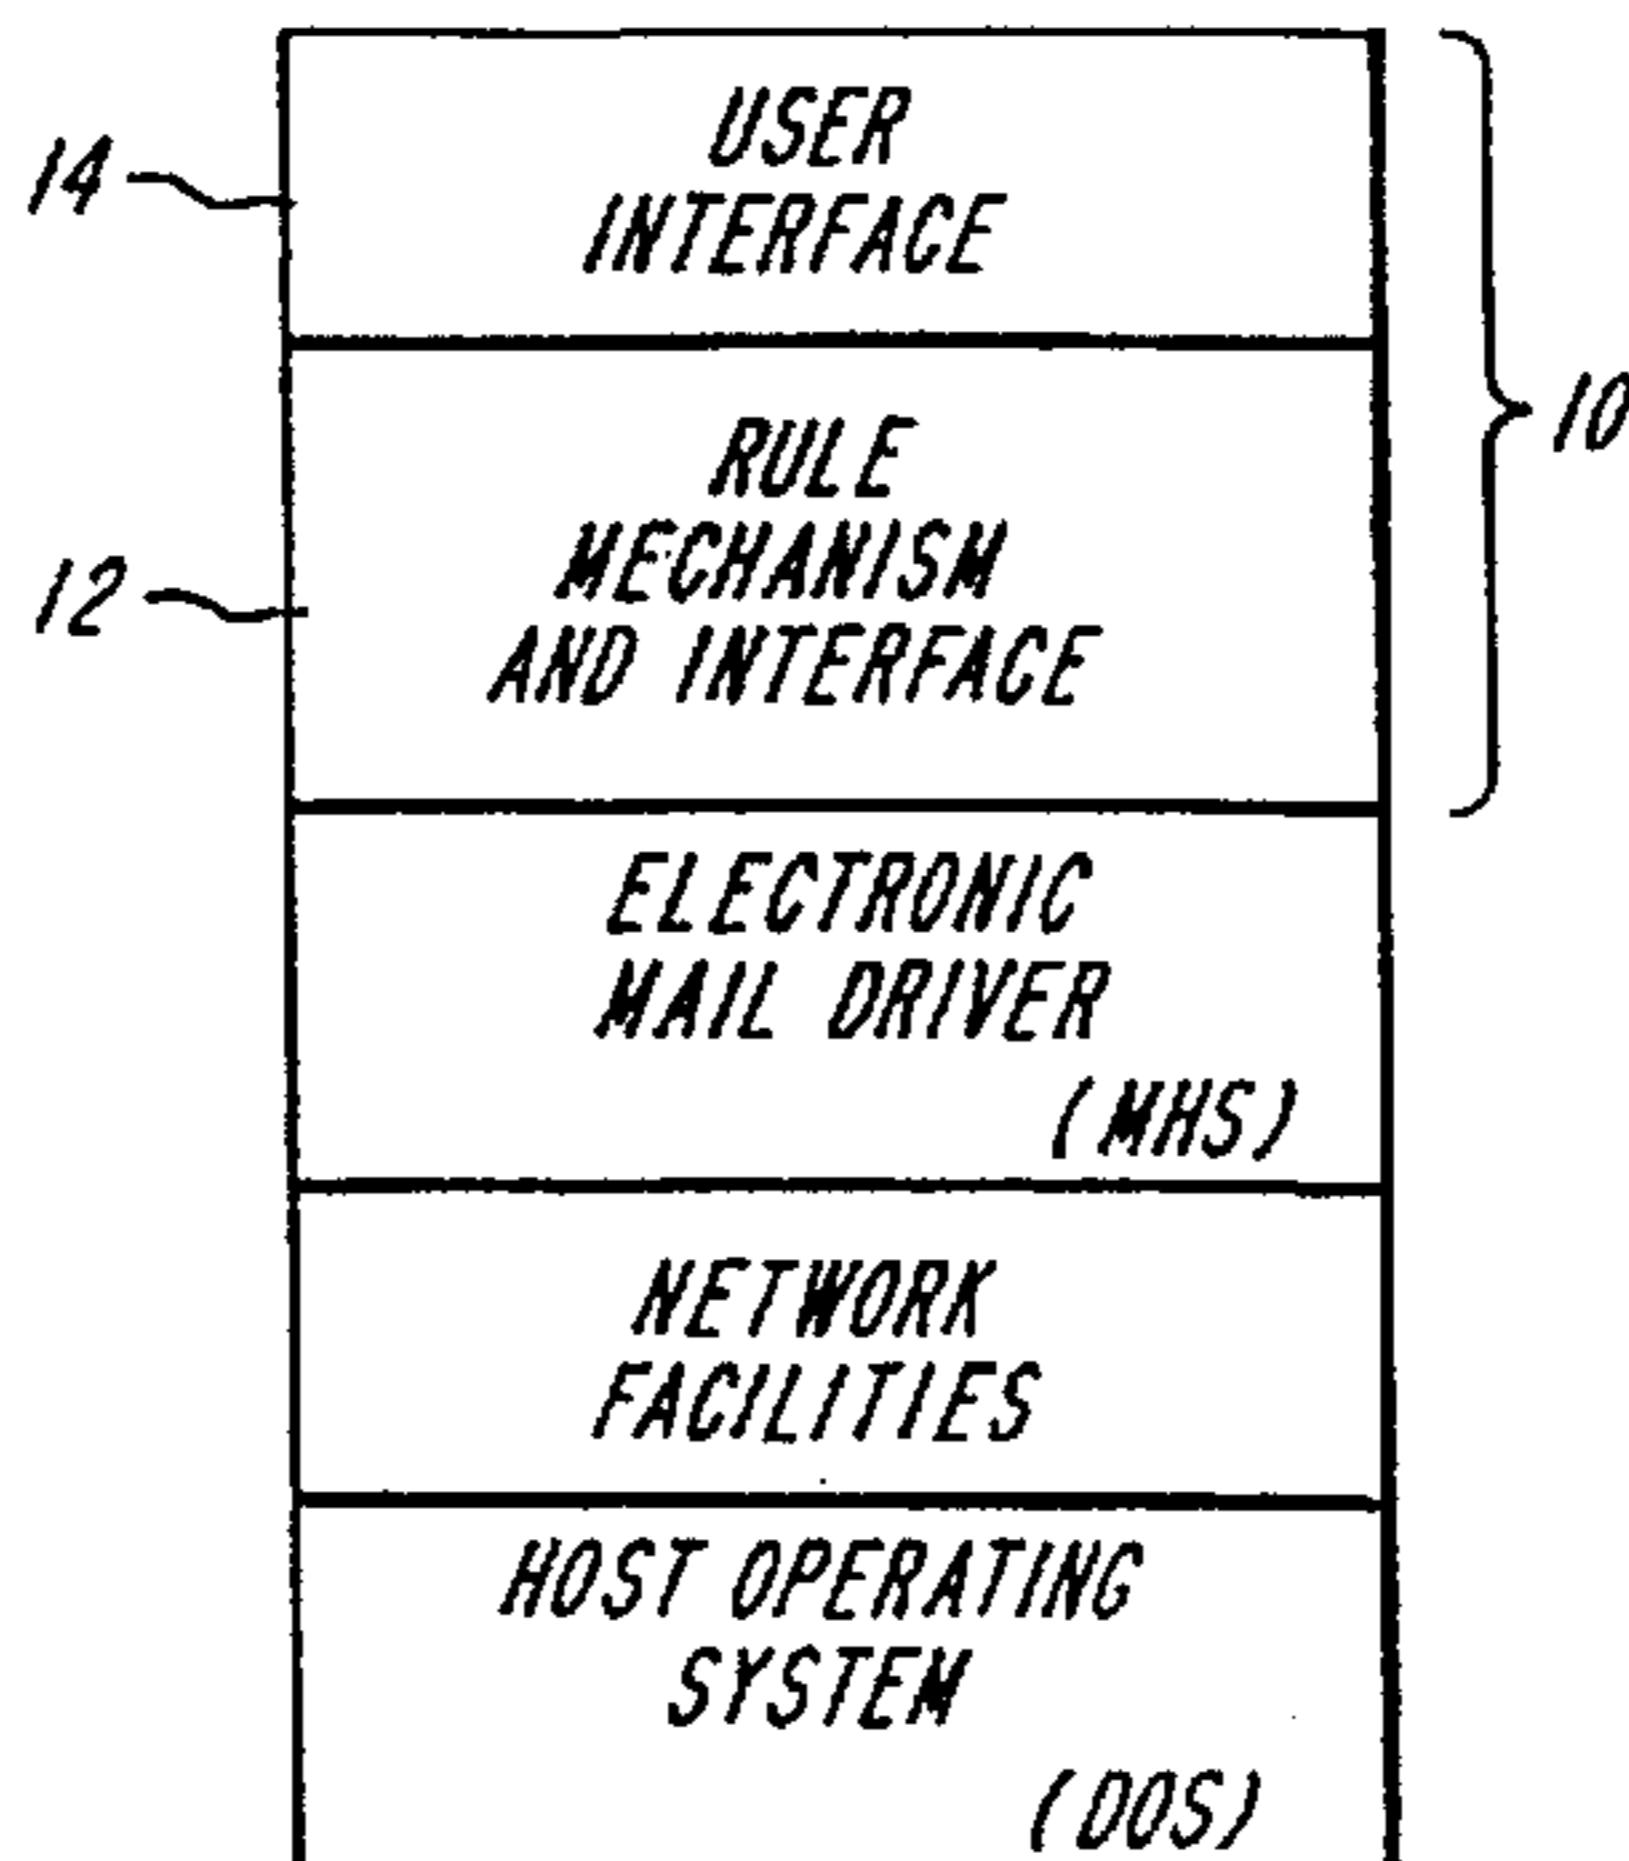 USER
INTERFACE
14
RULE
MECHANISM
AND INTERFACE
12
10
ELECTRONIC
MAIL DRIVER
(MHS)
NETWORK
FACILITIES
HOST OPERATING
SYSTEM
(DOS)